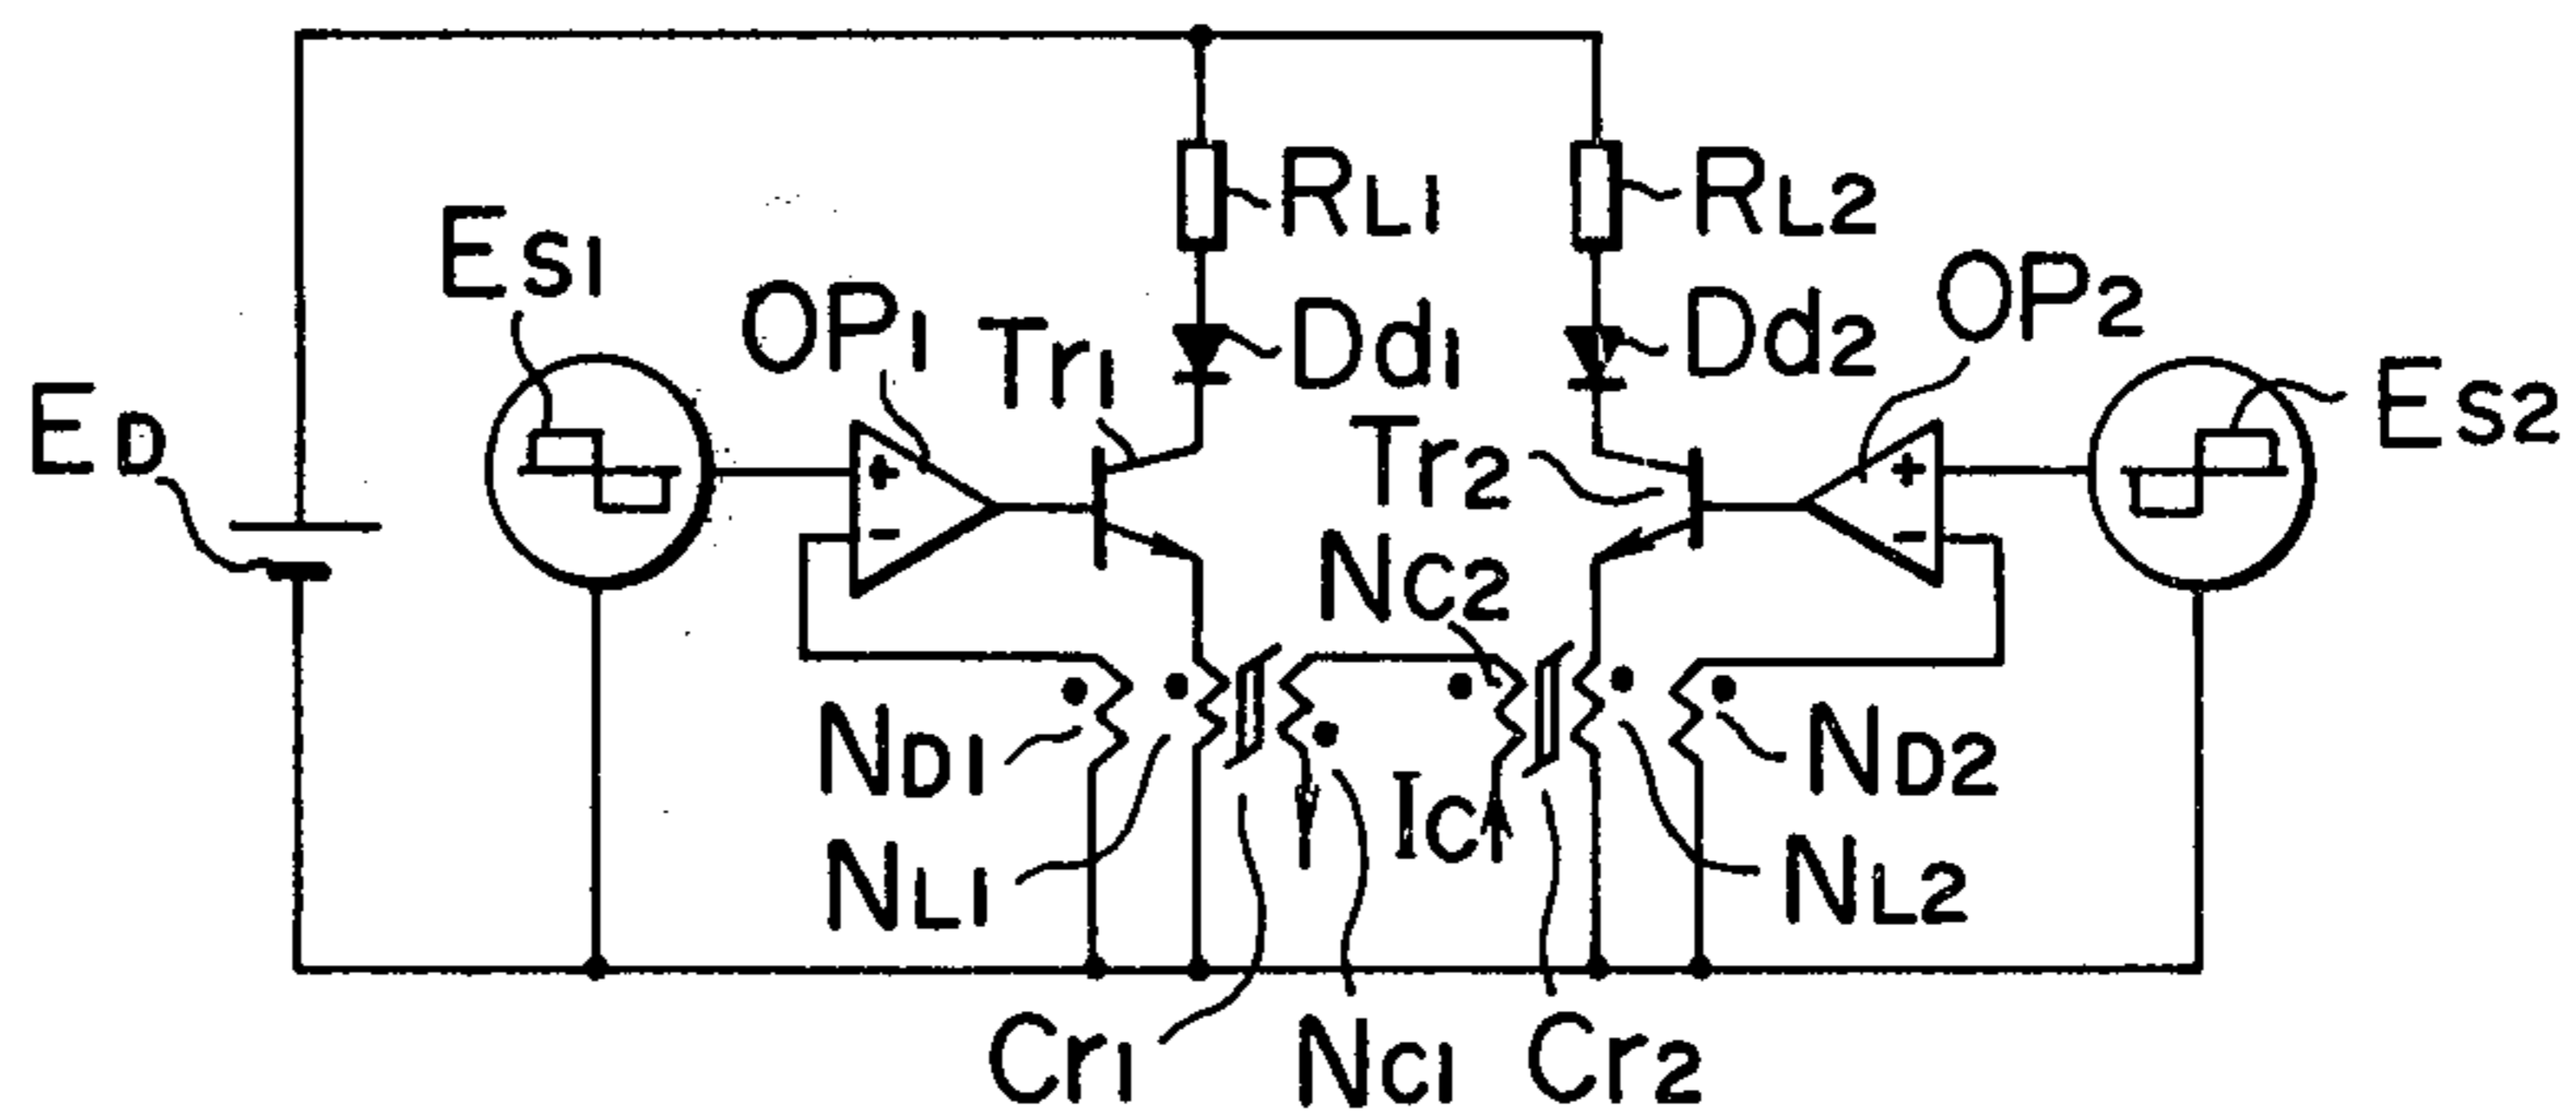 RL1
RL2
ES1
OP1
Tr1
Dd1
Dd2
OP2
ED
ES2
+
-
Tr2
+
-
NC2
ND1
IC
ND2
NL1
NL2
Cr1
NC1
Cr2